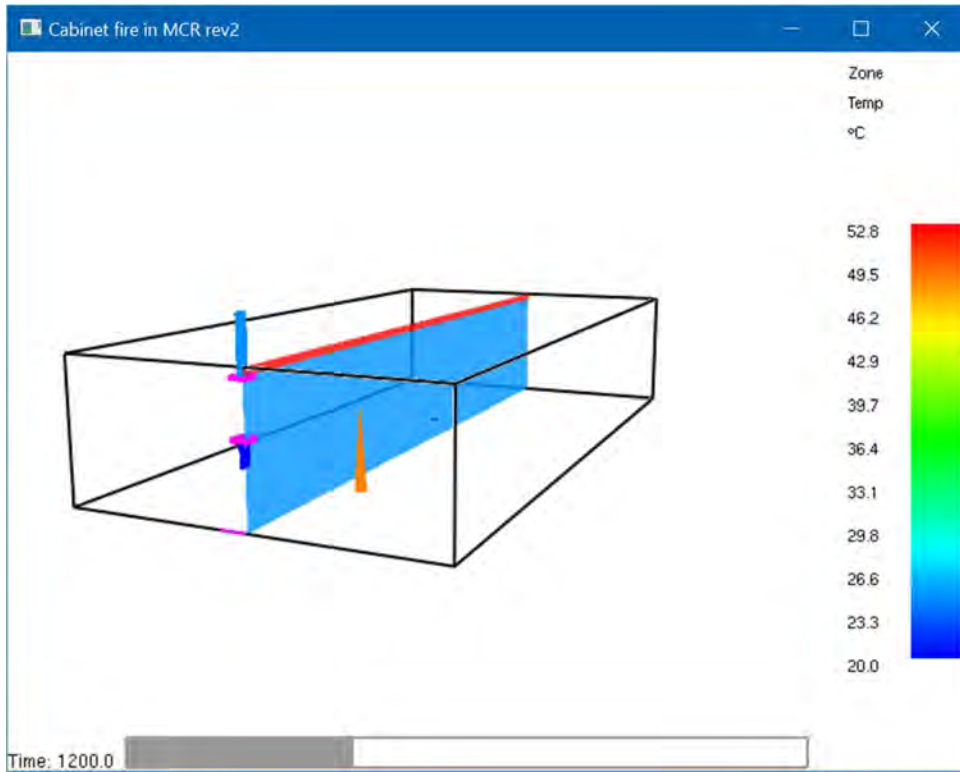 Cabinet fire in MCR rev2
Zone
Temp
ºC
52.8
49.5
46.2
42.9
39.7
36.4
33.1
29.8
26.6
23.3
20.0
Time: 1200.0